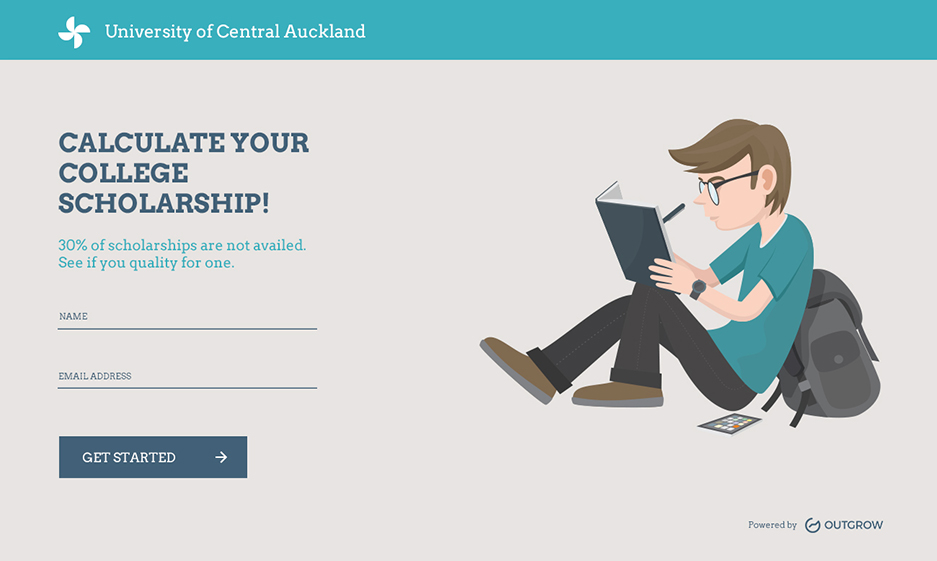 University of Central Auckland
CALCULATE YOUR
COLLEGE
SCHOLARSHIP!
30% of scholarships are not availed.
See if you quality for one.
NAME
EMAIL ADDRESS
GET STARTED
Powered by OUTGROW